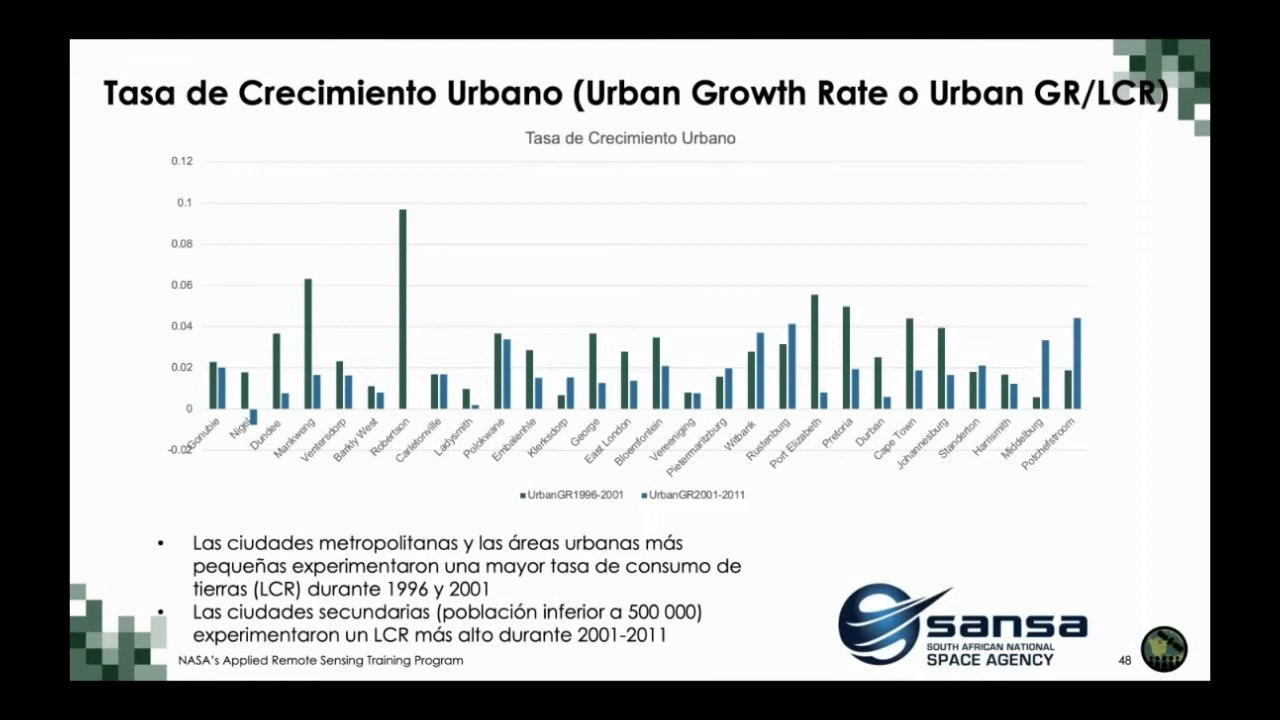 Tasa de Crecimiento Urbano (Urban Growth Rate o Urban GR/LCR)
Tasa de Crecimiento Urbano
0.12
0.1
0.08
0.06
0.04
0.02
0
-0.02
Gonubie
Nigel
Dundee
Mankweng
Ventersdorp
Barkly West
Robertson
Carletonville
Ladysmith
Polokwane
Embalenhle
Klerksdorp
George
East London
Bloemfontein
Vereeniging
Pietermaritzburg
Witbank
Rustenburg
Port Elizabeth
Pretoria
Durban
Cape Town
Johannesburg
Standerton
Harrismith
Middelburg
Potchefstroom
UrbanGR1996-2001 UrbanGR2001-2011
• Las ciudades metropolitanas y las áreas urbanas más
pequeñas experimentaron una mayor tasa de consumo de
tierras (LCR) durante 1996 y 2001
• Las ciudades secundarias (población inferior a 500 000)
experimentaron un LCR más alto durante 2001-2011
NASA's Applied Remote Sensing Training Program
sansa
SOUTH AFRICAN NATIONAL
SPACE AGENCY
48